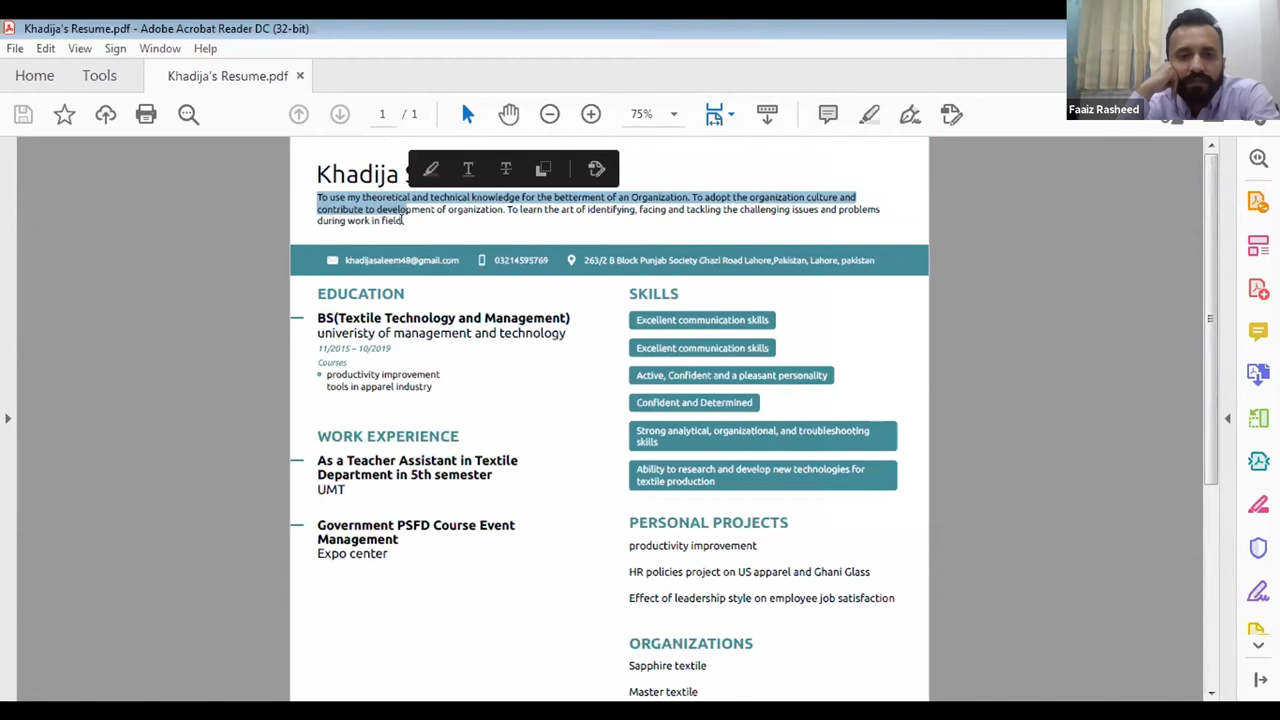 Khadija's Resume.pdf - Adobe Acrobat Reader DC (32-bit)
File Edit View Sign Window Help
Home Tools Khadija's Resume.pdf ×
1 / 1 75%
Faaiz Rasheed
Khadija
To use my theoretical and technical knowledge for the betterment of an Organization. To adopt the organization culture and
contribute to development of organization. To learn the art of identifying, facing and tackling the challenging issues and problems
during work in field.
khadijasaleem48@gmail.com 03214595769 263/2 B Block Punjab Society Ghazi Road Lahore,Pakistan, Lahore, pakistan
EDUCATION
BS(Textile Technology and Management)
univeristy of management and technology
11/2015 – 10/2019
Courses
productivity improvement
tools in apparel industry
WORK EXPERIENCE
As a Teacher Assistant in Textile
Department in 5th semester
UMT
Government PSFD Course Event
Management
Expo center
SKILLS
Excellent communication skills
Excellent communication skills
Active, Confident and a pleasant personality
Confident and Determined
Strong analytical, organizational, and troubleshooting
skills
Ability to research and develop new technologies for
textile production
PERSONAL PROJECTS
productivity improvement
HR policies project on US apparel and Ghani Glass
Effect of leadership style on employee job satisfaction
ORGANIZATIONS
Sapphire textile
Master textile